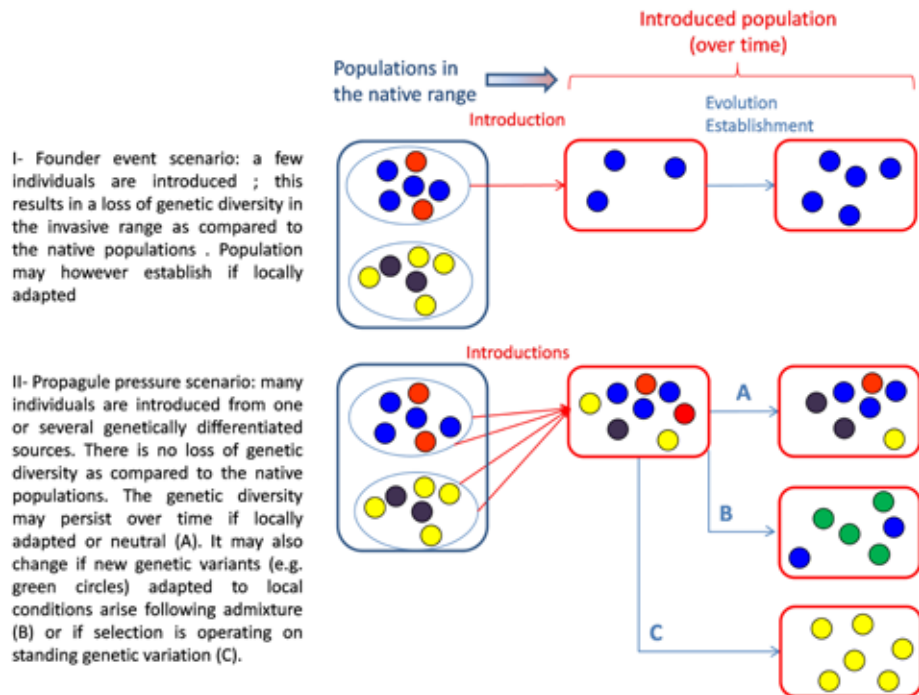 Introduced population
(over time)
Populations in
the native range
Introduction
Evolution
Establishment
I- Founder event scenario: a few
individuals are introduced ; this
results in a loss of genetic diversity in
the invasive range as compared to
the native populations . Population
may however establish if locally
adapted
Introductions
II- Propagule pressure scenario: many
individuals are introduced from one
or several genetically differentiated
sources. There is no loss of genetic
diversity as compared to the native
populations. The genetic diversity
may persist over time if locally
adapted or neutral (A). It may also
change if new genetic variants (e.g.
green circles) adapted to local
conditions arise following admixture
(B) or if selection is operating on
standing genetic variation (C).
A
B
C